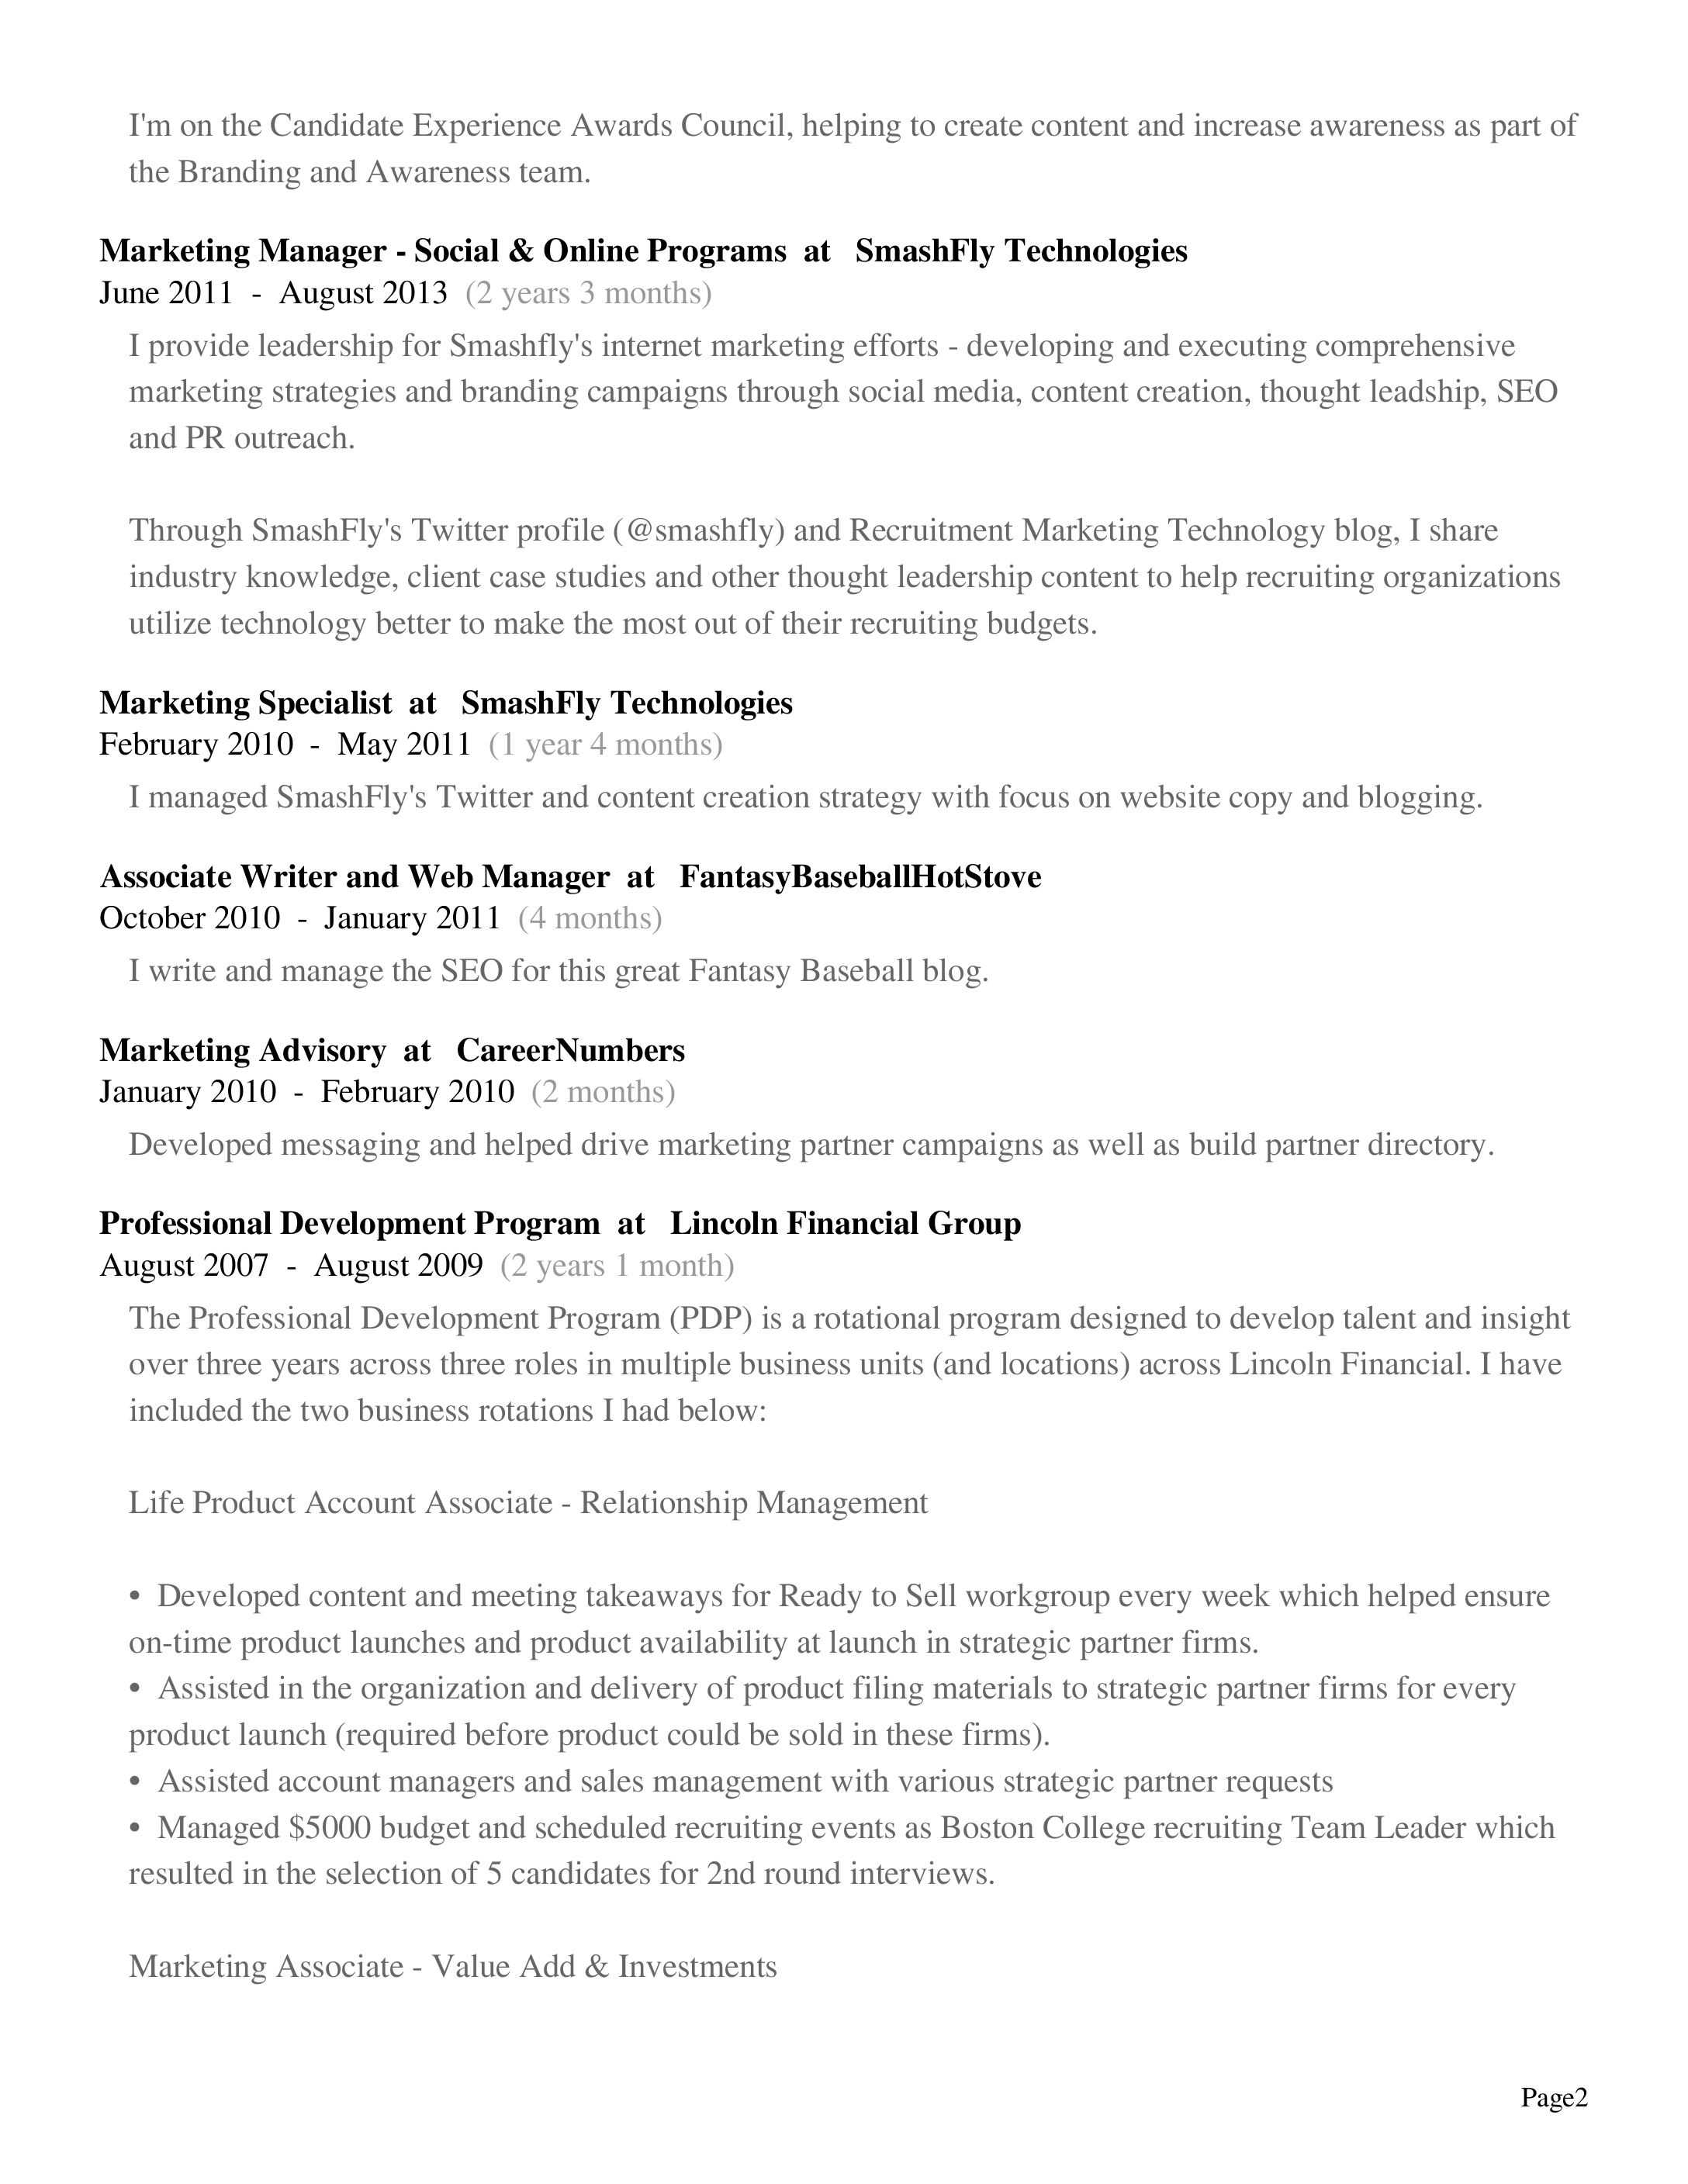 I'm on the Candidate Experience Awards Council, helping to create content and increase awareness as part of
the Branding and Awareness team.
Marketing Manager - Social & Online Programs at SmashFly Technologies
June 2011 - August 2013 (2 years 3 months)
I provide leadership for Smashfly's internet marketing efforts - developing and executing comprehensive
marketing strategies and branding campaigns through social media, content creation, thought leadship, SEO
and PR outreach.
Through SmashFly's Twitter profile (@smashfly) and Recruitment Marketing Technology blog, I share
industry knowledge, client case studies and other thought leadership content to help recruiting organizations
utilize technology better to make the most out of their recruiting budgets.
Marketing Specialist at SmashFly Technologies
February 2010 - May 2011 (1 year 4 months)
I managed SmashFly's Twitter and content creation strategy with focus on website copy and blogging.
Associate Writer and Web Manager at FantasyBaseballHotStove
October 2010 - January 2011 (4 months)
I write and manage the SEO for this great Fantasy Baseball blog.
Marketing Advisory at CareerNumbers
January 2010 - February 2010 (2 months)
Developed messaging and helped drive marketing partner campaigns as well as build partner directory.
Professional Development Program at Lincoln Financial Group
August 2007 - August 2009 (2 years 1 month)
The Professional Development Program (PDP) is a rotational program designed to develop talent and insight
over three years across three roles in multiple business units (and locations) across Lincoln Financial. I have
included the two business rotations I had below:
Life Product Account Associate - Relationship Management
• Developed content and meeting takeaways for Ready to Sell workgroup every week which helped ensure
on-time product launches and product availability at launch in strategic partner firms.
• Assisted in the organization and delivery of product filing materials to strategic partner firms for every
product launch (required before product could be sold in these firms).
• Assisted account managers and sales management with various strategic partner requests
• Managed $5000 budget and scheduled recruiting events as Boston College recruiting Team Leader which
resulted in the selection of 5 candidates for 2nd round interviews.
Marketing Associate - Value Add & Investments
Page2